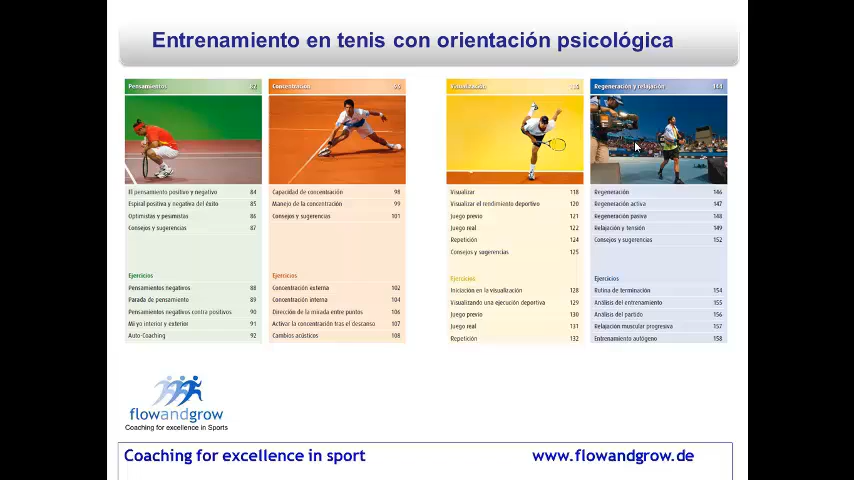 Entrenamiento en tenis con orientación psicológica
Pensamientos 82
El pensamiento positivo y negativo 84
Espiral positiva y negativa del éxito 85
Optimistas y pesimistas 86
Consejos y sugerencias 87
Ejercicios
Pensamientos negativos 88
Parada de pensamiento 89
Pensamientos negativos contra positivos 90
Mi yo interior y exterior 91
Auto-Coaching 92
Concentración
Capacidad de concentración 98
Manejo de la concentración 99
Consejos y sugerencias 101
Ejercicios
Concentración externa 102
Concentración interna 104
Dirección de la mirada entre puntos 106
Activar la concentración tras el descanso 107
Cambios acústicos 108
Visualización
Visualizar 118
Visualizar el rendimiento deportivo 120
Juego previo 121
Juego real 122
Repetición 124
Consejos y sugerencias 125
Ejercicios
Iniciación en la visualización 128
Visualizando una ejecución deportiva 129
Juego previo 130
Juego real 131
Repetición 132
Regeneración y relajación 144
Regeneración 146
Regeneración activa 147
Regeneración pasiva 148
Relajación y tensión 149
Consejos y sugerencias 152
Ejercicios
Rutina de terminación 154
Análisis del entrenamiento 155
Análisis del partido 156
Relajación muscular progresiva 157
Entrenamiento autógeno 158
flowandgrow
Coaching for excellence in Sports
Coaching for excellence in sport www.flowandgrow.de